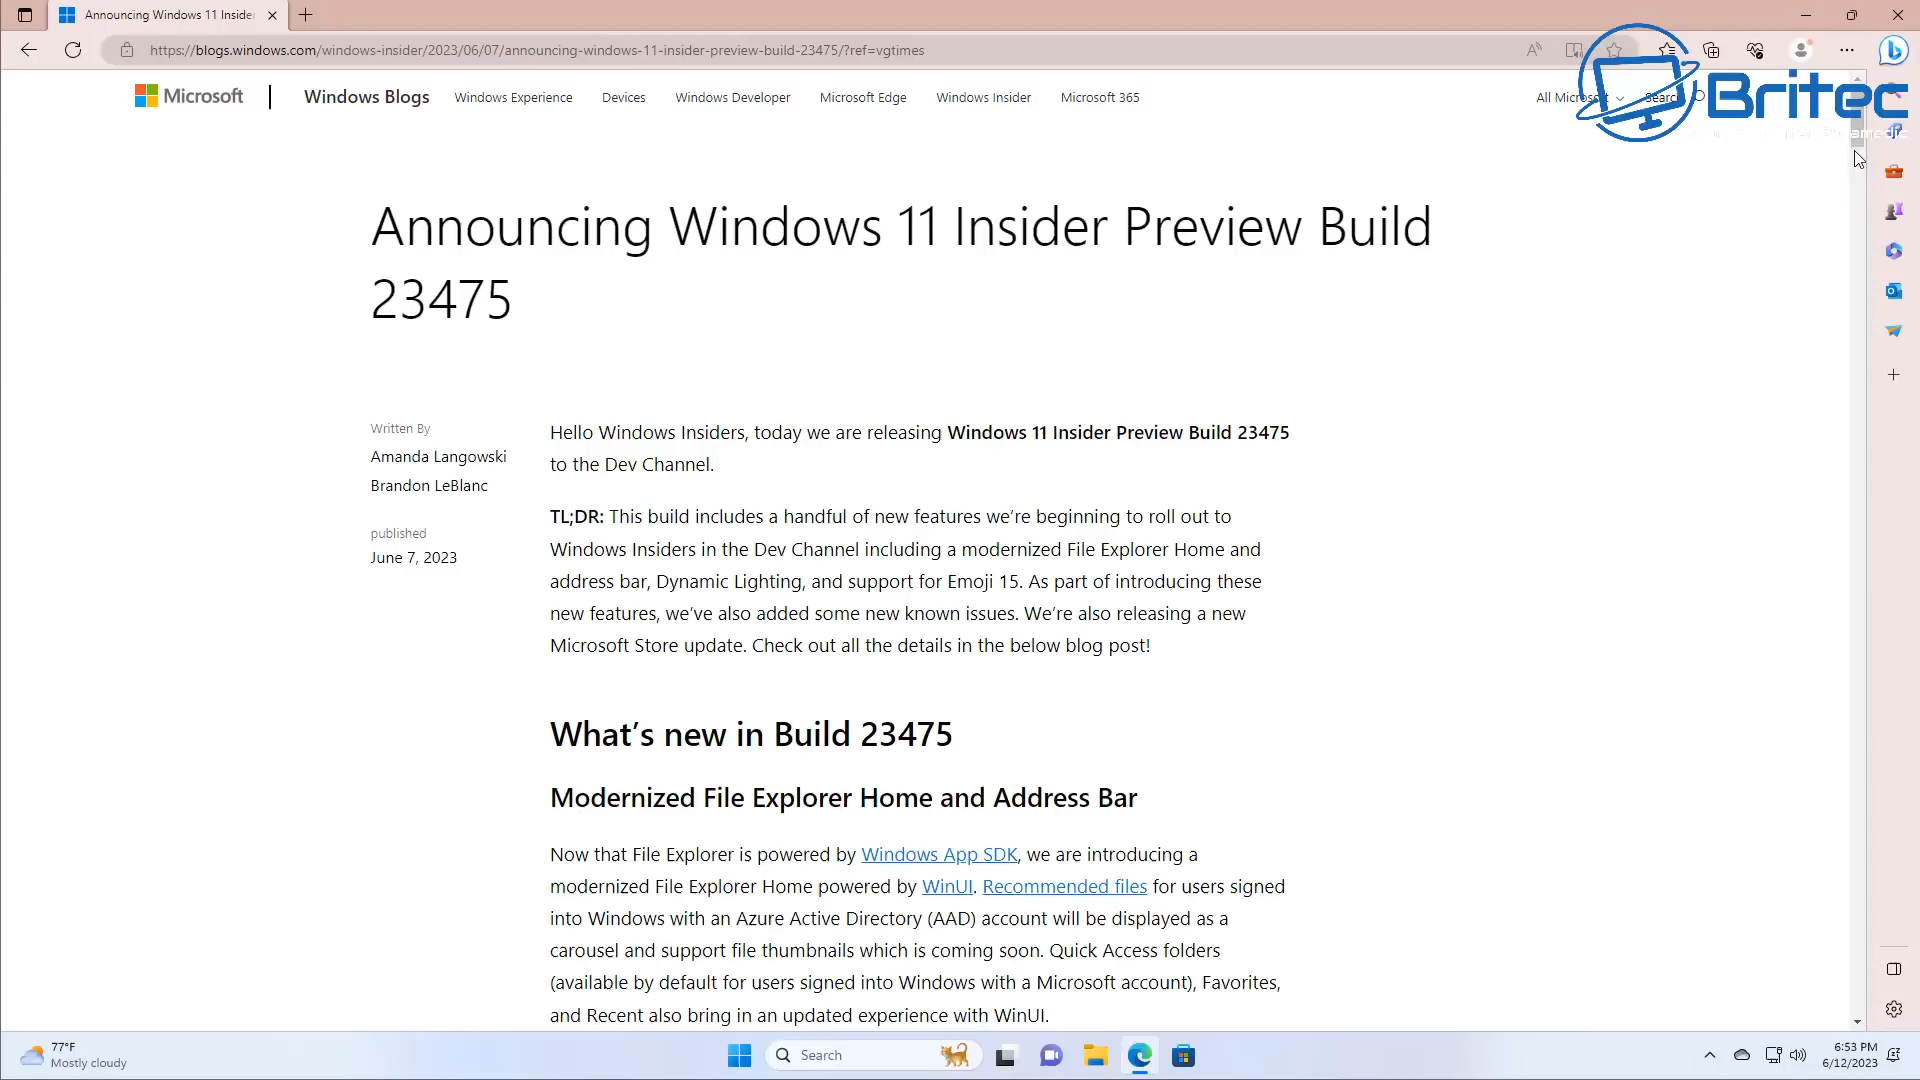 Announcing Windows 11 Insider
https://blogs.windows.com/windows-insider/2023/06/07/announcing-windows-11-insider-preview-build-23475/?ref=vgtimes
Microsoft Windows Blogs Windows Experience Devices Windows Developer Microsoft Edge Windows Insider Microsoft 365 All Microsoft Search
Britec
Announcing Windows 11 Insider Preview Build
23475
Written By
Amanda Langowski
Brandon LeBlanc
published
June 7, 2023
Hello Windows Insiders, today we are releasing Windows 11 Insider Preview Build 23475
to the Dev Channel.
TL;DR: This build includes a handful of new features we're beginning to roll out to
Windows Insiders in the Dev Channel including a modernized File Explorer Home and
address bar, Dynamic Lighting, and support for Emoji 15. As part of introducing these
new features, we've also added some new known issues. We're also releasing a new
Microsoft Store update. Check out all the details in the below blog post!
What's new in Build 23475
Modernized File Explorer Home and Address Bar
Now that File Explorer is powered by Windows App SDK, we are introducing a
modernized File Explorer Home powered by WinUI. Recommended files for users signed
into Windows with an Azure Active Directory (AAD) account will be displayed as a
carousel and support file thumbnails which is coming soon. Quick Access folders
(available by default for users signed into Windows with a Microsoft account), Favorites,
and Recent also bring in an updated experience with WinUI.
77°F
Mostly cloudy
Search
6:53 PM
6/12/2023